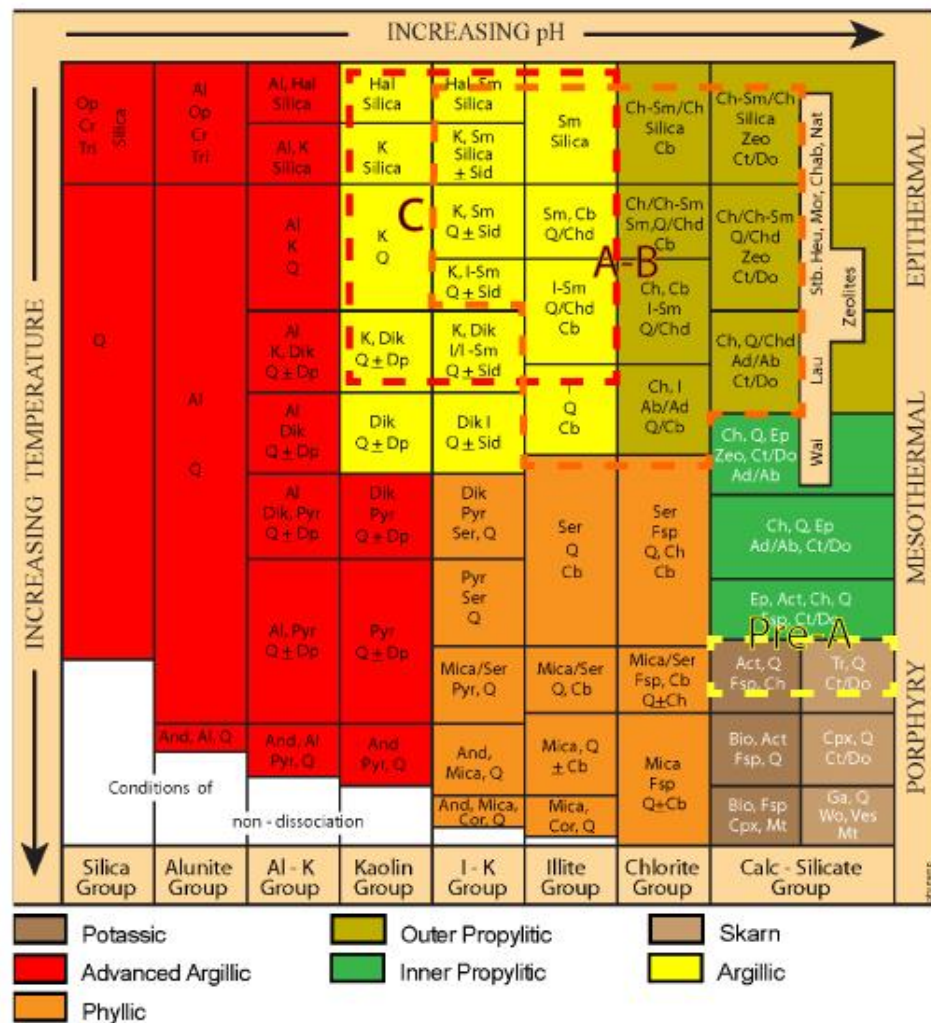 INCREASING pH
INCREASING TEMPERATURE
EPITHERMAL
MESOTHERMAL
PORPHYRY
Op
Cr
Tri
Silica
Q
Al
Op
Cr
Tri
Al
Q
And, Al, Q
Al, Hal
Silica
Al, K
Silica
Al
K
Q
Al
K, Dik
Q ± Dp
Al
Dik
Q ± Dp
Al
Dik, Pyr
Q ± Dp
Al, Pyr
Q ± Dp
And, Al
Pyr, Q
Hal
Silica
K
Silica
C
K
Q
K, Dik
Q ± Dp
Dik
Q ± Dp
Dik
Pyr
Q ± Dp
Pyr
Q ± Dp
And
Pyr, Q
Hal, Sm
Silica
K, Sm
Silica
± Sid
K, Sm
Q ± Sid
K, I-Sm
Q ± Sid
K, Dik
I/I -Sm
Q ± Sid
Dik I
Q ± Sid
Dik
Pyr
Ser, Q
Pyr
Ser
Q
Mica/Ser
Pyr, Q
And,
Mica, Q
And, Mica,
Cor, Q
Sm
Silica
Sm, Cb
Q/Chd
A-B
I-Sm
Q/Chd
Cb
I
Q
Cb
Ser
Q
Cb
Mica/Ser
Q, Cb
Mica, Q
± Cb
Mica,
Cor, Q
Ch-Sm/Ch
Silica
Cb
Ch/Ch-Sm
Sm,Q/Chd
Cb
Ch, Cb
I-Sm
Q/Chd
Ch, I
Ab/Ad
Q/Cb
Ser
Fsp
Q, Ch
Cb
Mica/Ser
Fsp, Cb
Q±Ch
Mica
Fsp
Q±Cb
Ch-Sm/Ch
Silica
Zeo
Ct/Do
Ch/Ch-Sm
Q/Chd
Zeo
Ct/Do
Ch, Q/Chd
Ad/Ab
Ct/Do
Ch, Q, Ep
Zeo, Ct/Do
Ad/Ab
Stb. Heu, Mor, Chab, Nat
Lau
Wai
Zeolites
Ch, Q, Ep
Ad/Ab, Ct/Do
Ep, Act, Ch, Q
Fsp, Ct/Do
Pre-A
Act, Q
Fsp, Ch
Tr, Q
Ct/Do
Bio, Act
Fsp, Q
Cpx, Q
Ct/Do
Bio, Fsp
Cpx, Mt
Ga, Q
Wo, Ves
Mt
Conditions of
non - dissociation
Silica
Group
Alunite
Group
Al - K
Group
Kaolin
Group
I - K
Group
Illite
Group
Chlorite
Group
Calc - Silicate
Group
Potassic
Outer Propylitic
Skarn
Advanced Argillic
Inner Propylitic
Argillic
Phyllic